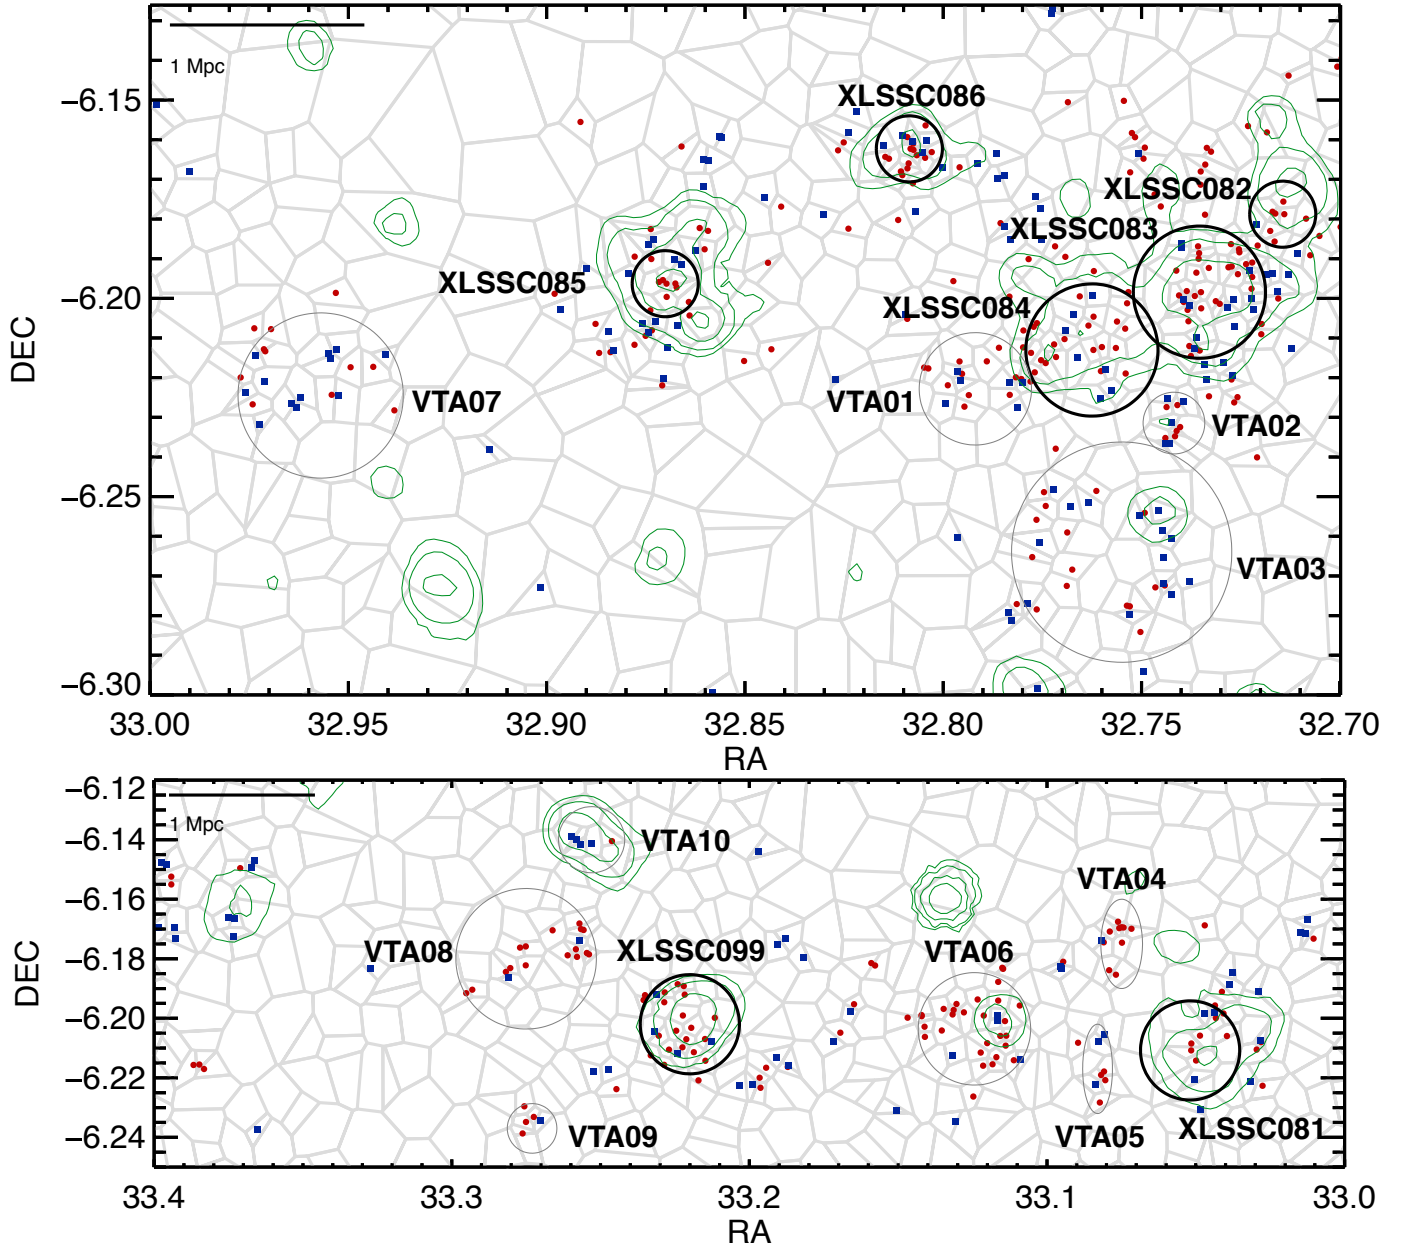 1 Mpc
XLSSC086
−6.15
XLSSC082
XLSSC083
XLSSC085
−6.20
XLSSC084
DEC
VTA07
VTA01
VTA02
−6.25
VTA03
−6.30
33.00
32.95
32.90
32.85
32.80
32.75
32.70
RA
−6.12
1 Mpc
−6.14
VTA10
−6.16
VTA04
−6.18
VTA08
XLSSC099
VTA06
DEC
−6.20
−6.22
−6.24
VTA09
VTA05
XLSSC081
33.4
33.3
33.2
33.1
33.0
RA